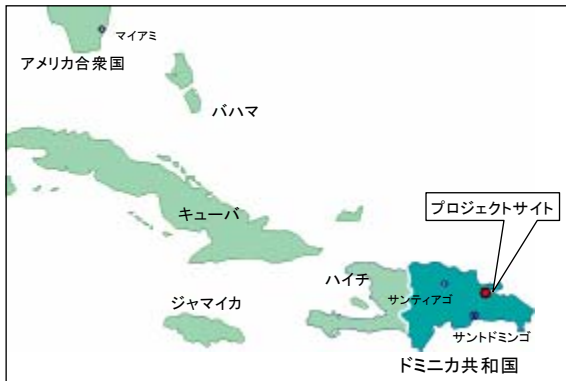 マイアミ
アメリカ合衆国
バハマ
キューバ
プロジェクトサイト
ハイチ
サンティアゴ
ジャマイカ
サントドミンゴ
ドミニカ共和国